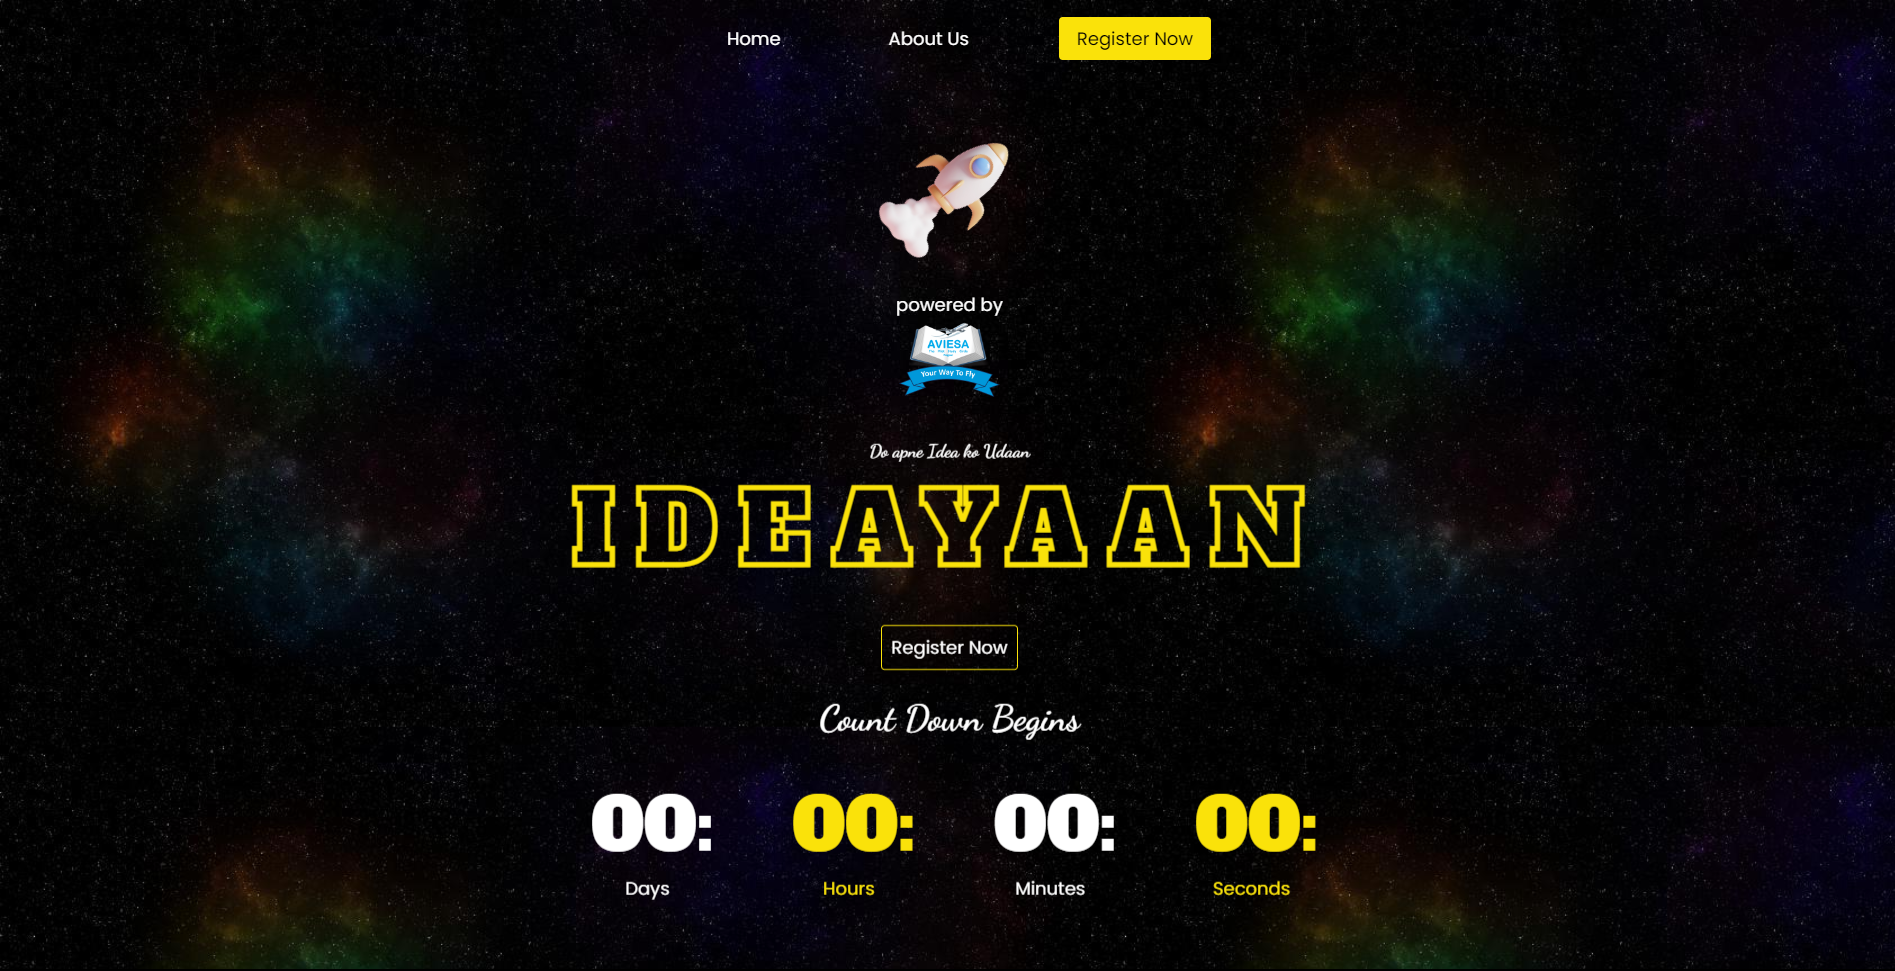 Home
About Us
Register Now
powered by
AVIESA
Your Way To Fly
Do apne Idea ko Udaan
IDEAYAAN
Register Now
Count Down Begins
00: 00: 00: 00:
Days Hours Minutes Seconds